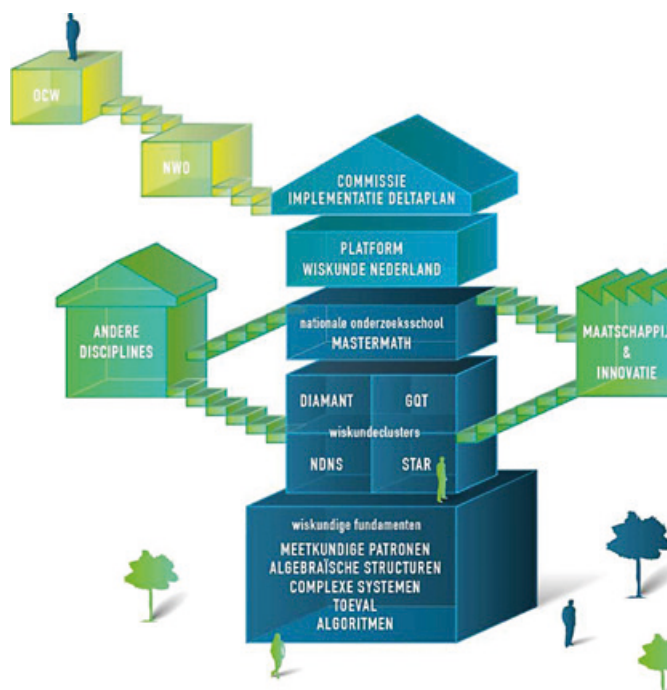 OCW
NWO
COMMISSIE
IMPLEMENTATIE DELTAPLAN
PLATFORM
WISKUNDE NEDERLAND
ANDERE
DISCIPLINES
nationale onderzoeksschool
MASTERMATH
MAATSCHAPPIJ
&
INNOVATIE
DIAMANT
GQT
wiskundeclusters
NDNS
STAR
wiskundige fundamenten
MEETKUNDIGE PATRONEN
ALGEBRAÏSCHE STRUCTUREN
COMPLEXE SYSTEMEN
TOEVAL
ALGORITMEN